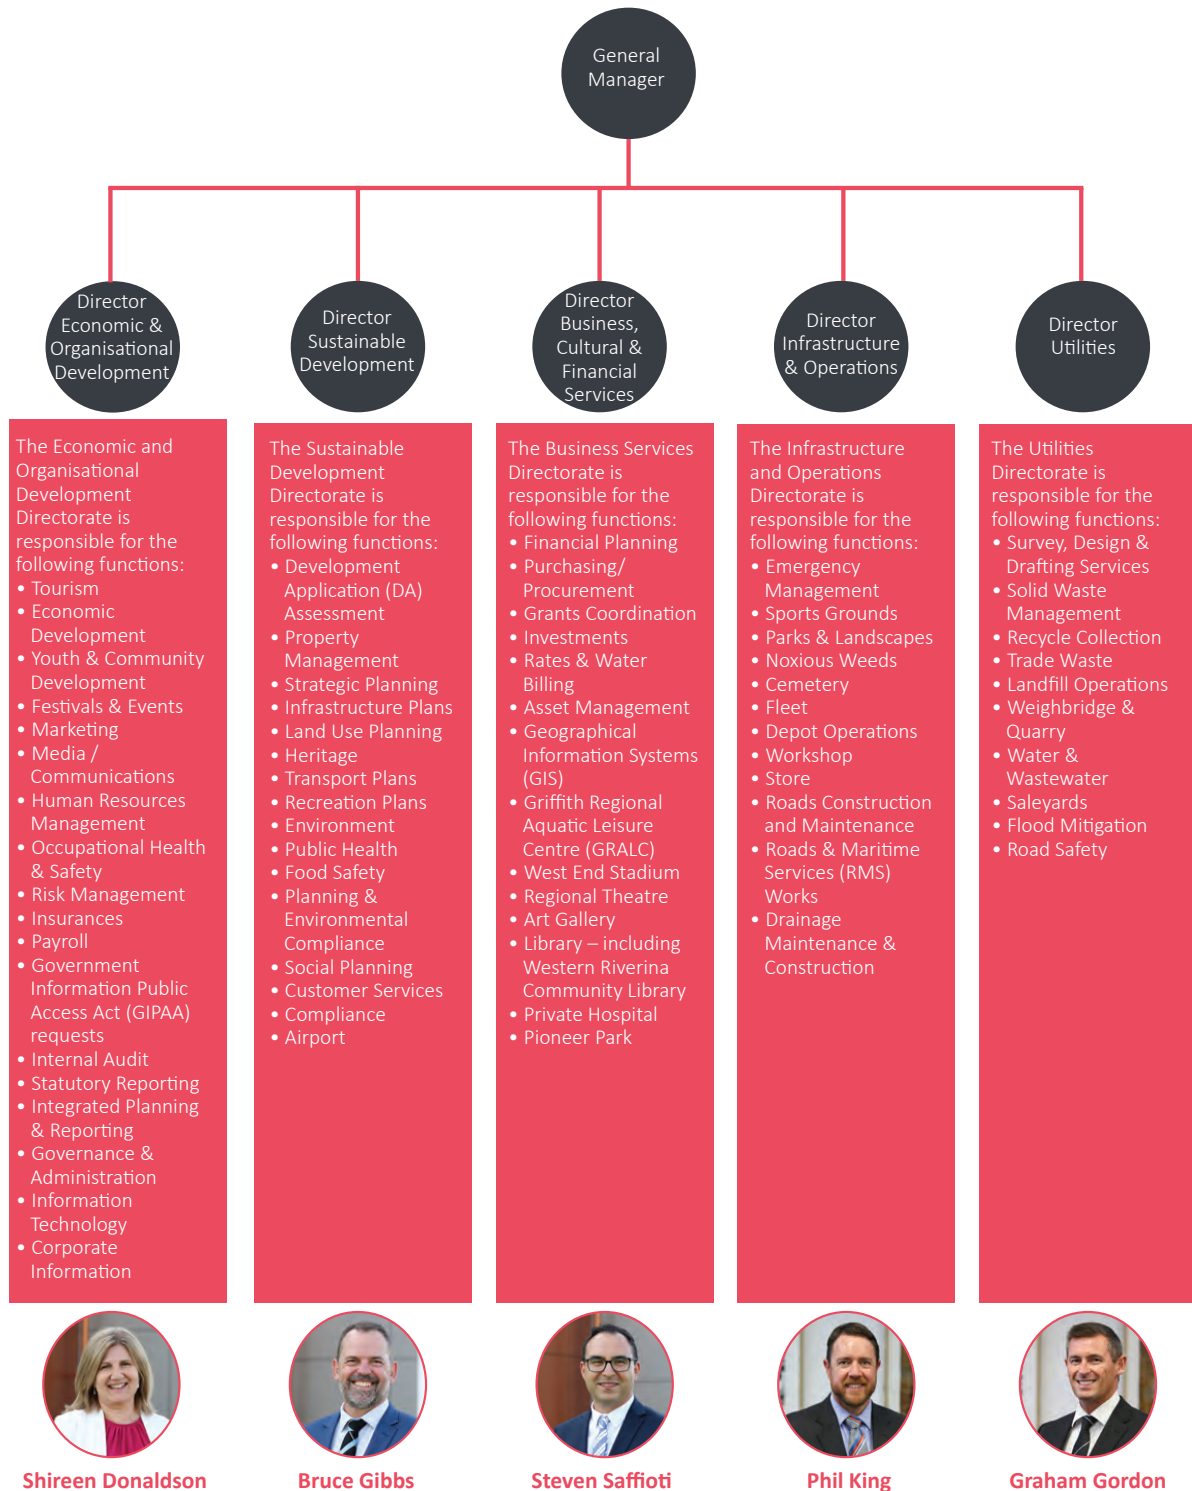 General
Manager
Director
Economic &
Organisational
Development
Director
Sustainable
Development
Director
Business,
Cultural &
Financial
Services
Director
Infrastructure
& Operations
Director
Utilities
The Economic and
Organisational
Development
Directorate is
responsible for the
following functions:
• Tourism
• Economic
Development
• Youth & Community
Development
• Festivals & Events
• Marketing
• Media /
Communications
• Human Resources
Management
• Occupational Health
& Safety
• Risk Management
• Insurances
• Payroll
• Government
Information Public
Access Act (GIPAA)
requests
• Internal Audit
• Statutory Reporting
• Integrated Planning
& Reporting
• Governance &
Administration
• Information
Technology
• Corporate
Information
The Sustainable
Development
Directorate is
responsible for the
following functions:
• Development
Application (DA)
Assessment
• Property
Management
• Strategic Planning
• Infrastructure Plans
• Land Use Planning
• Heritage
• Transport Plans
• Recreation Plans
• Environment
• Public Health
• Food Safety
• Planning &
Environmental
Compliance
• Social Planning
• Customer Services
• Compliance
• Airport
The Business Services
Directorate is
responsible for the
following functions:
• Financial Planning
• Purchasing/
Procurement
• Grants Coordination
• Investments
• Rates & Water
Billing
• Asset Management
• Geographical
Information Systems
(GIS)
• Griffith Regional
Aquatic Leisure
Centre (GRALC)
• West End Stadium
• Regional Theatre
• Art Gallery
• Library – including
Western Riverina
Community Library
• Private Hospital
• Pioneer Park
The Infrastructure
and Operations
Directorate is
responsible for the
following functions:
• Emergency
Management
• Sports Grounds
• Parks & Landscapes
• Noxious Weeds
• Cemetery
• Fleet
• Depot Operations
• Workshop
• Store
• Roads Construction
and Maintenance
• Roads & Maritime
Services (RMS)
Works
• Drainage
Maintenance &
Construction
The Utilities
Directorate is
responsible for the
following functions:
• Survey, Design &
Drafting Services
• Solid Waste
Management
• Recycle Collection
• Trade Waste
• Landfill Operations
• Weighbridge &
Quarry
• Water &
Wastewater
• Saleyards
• Flood Mitigation
• Road Safety
Shireen Donaldson
Bruce Gibbs
Steven Saffioti
Phil King
Graham Gordon